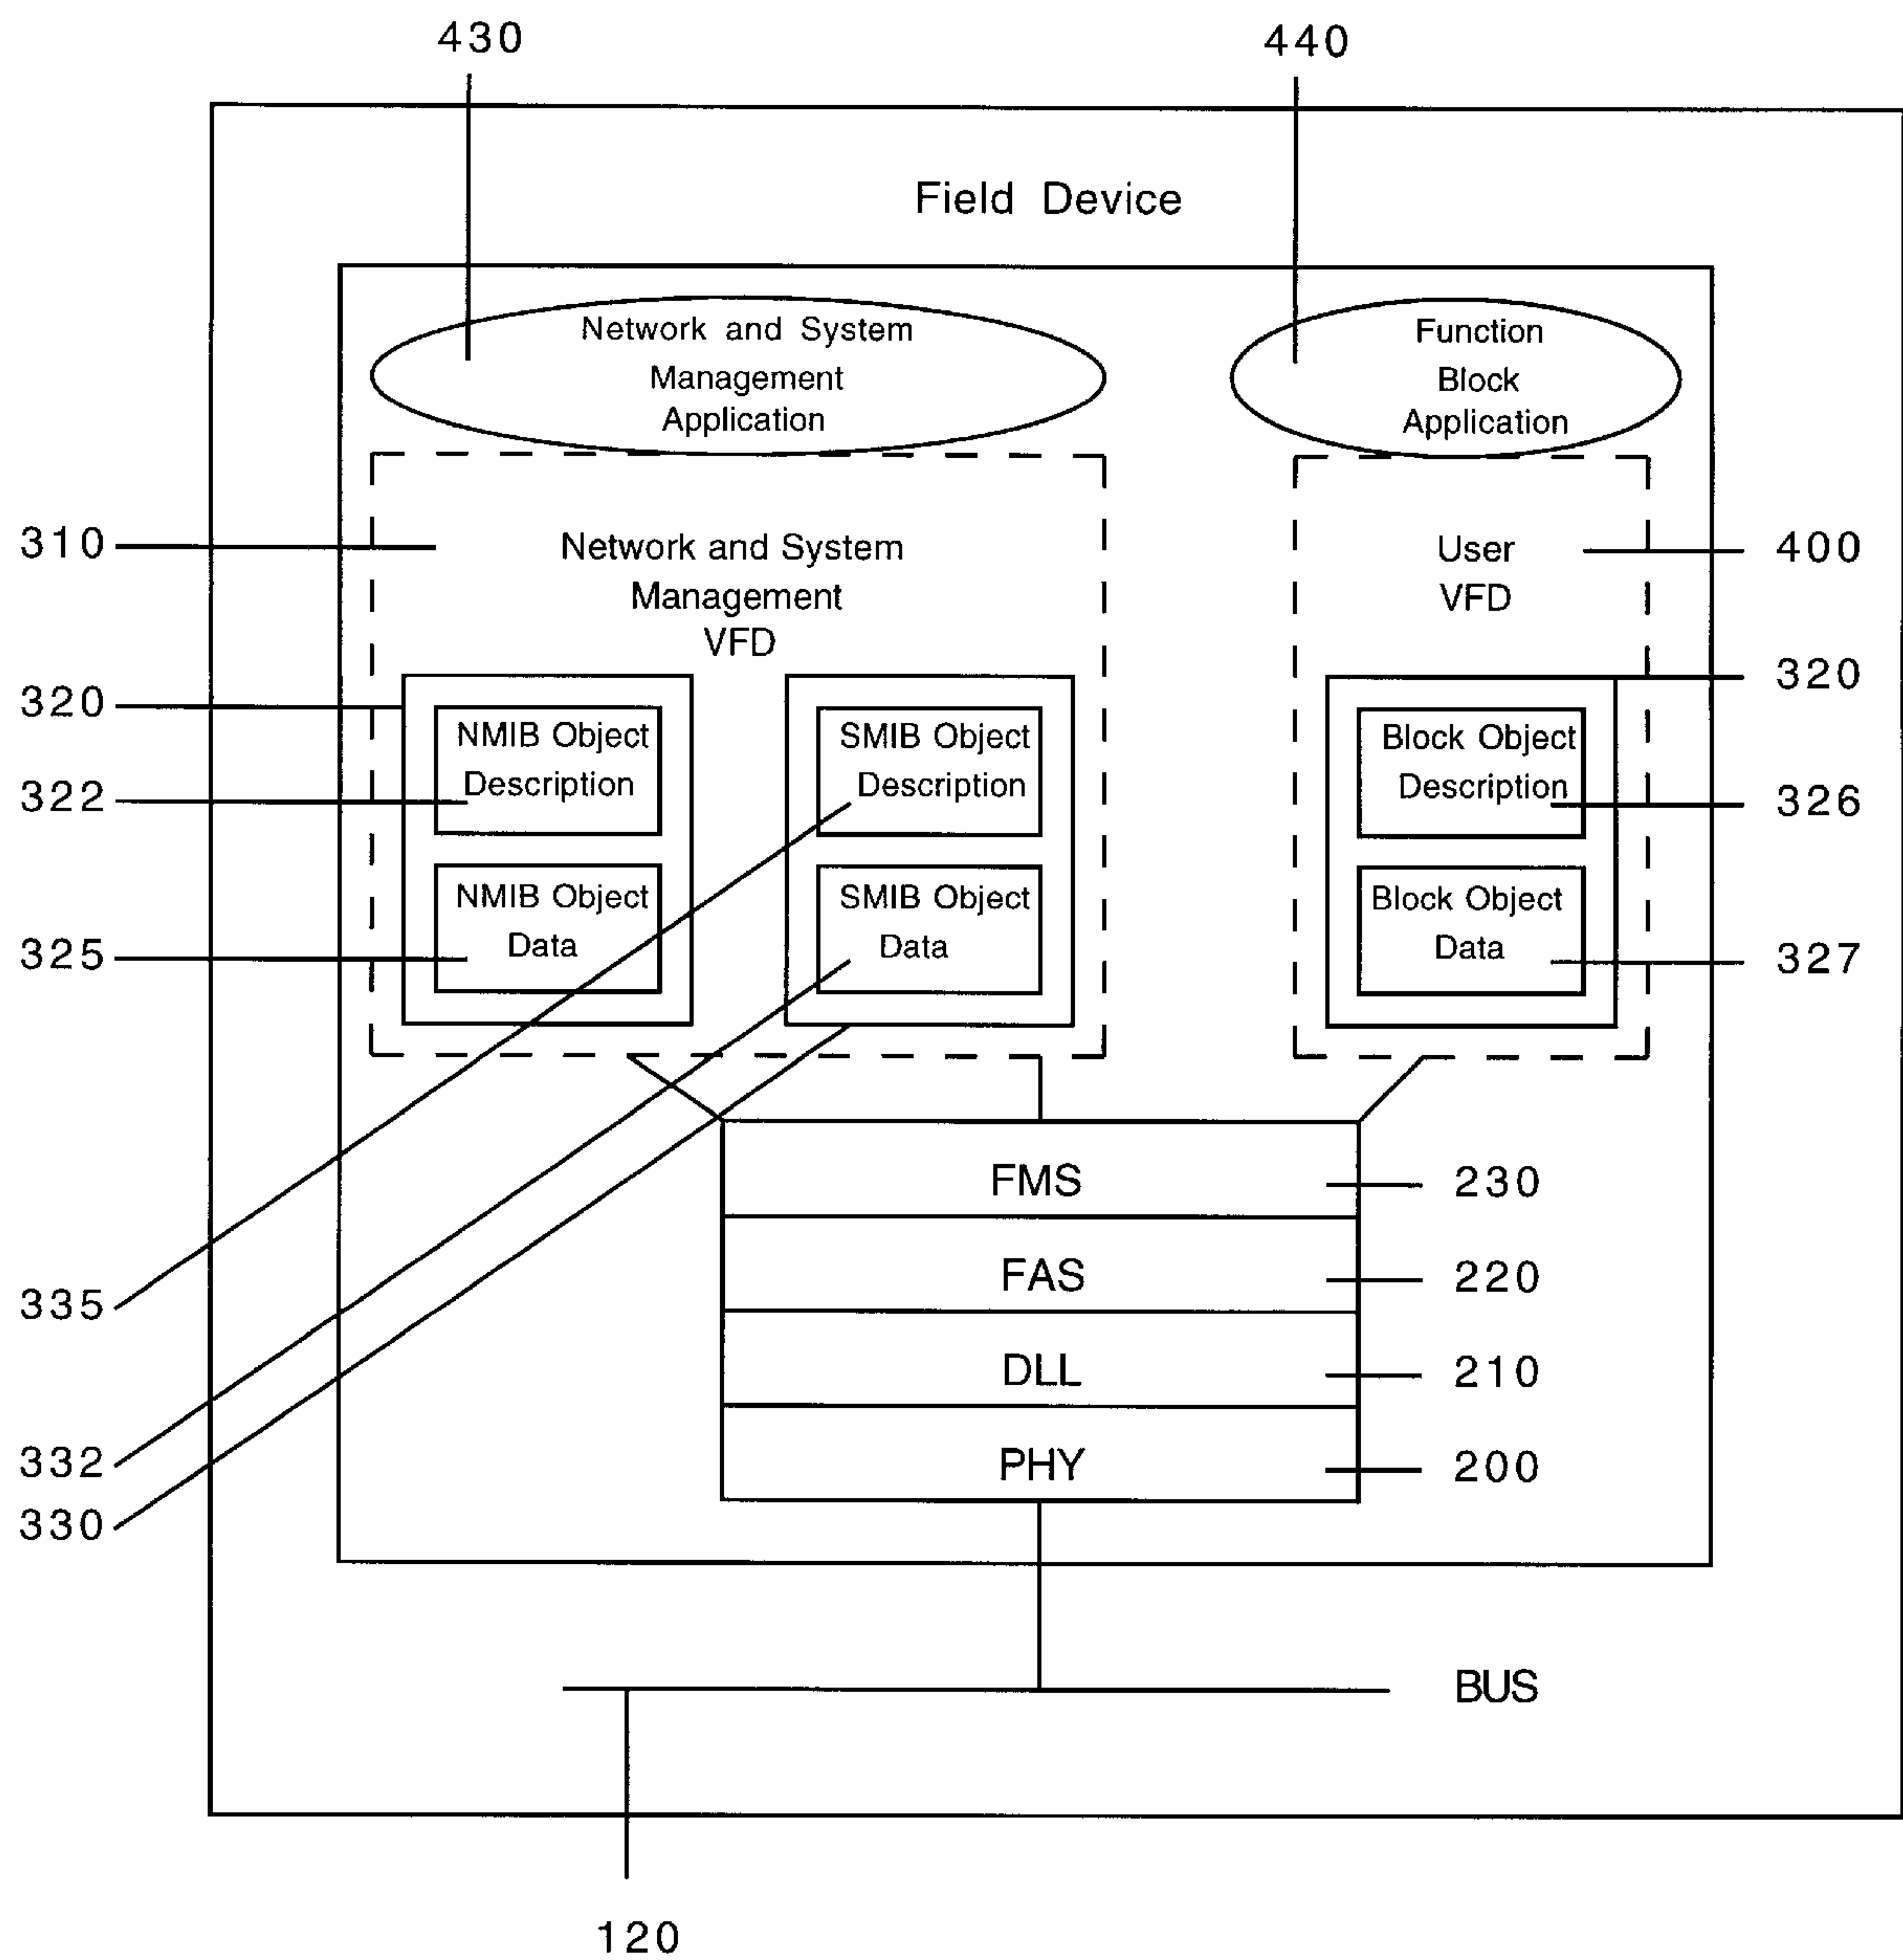 430
440
Field Device
Network and System
Management
Application
Function
Block
Application
310
Network and System
Management
VFD
User
VFD
400
320
320
NMIB Object
Description
SMIB Object
Description
Block Object
Description
322
326
NMIB Object
Data
SMIB Object
Data
Block Object
Data
325
327
FMS
230
FAS
220
335
DLL
210
PHY
200
332
330
BUS
120